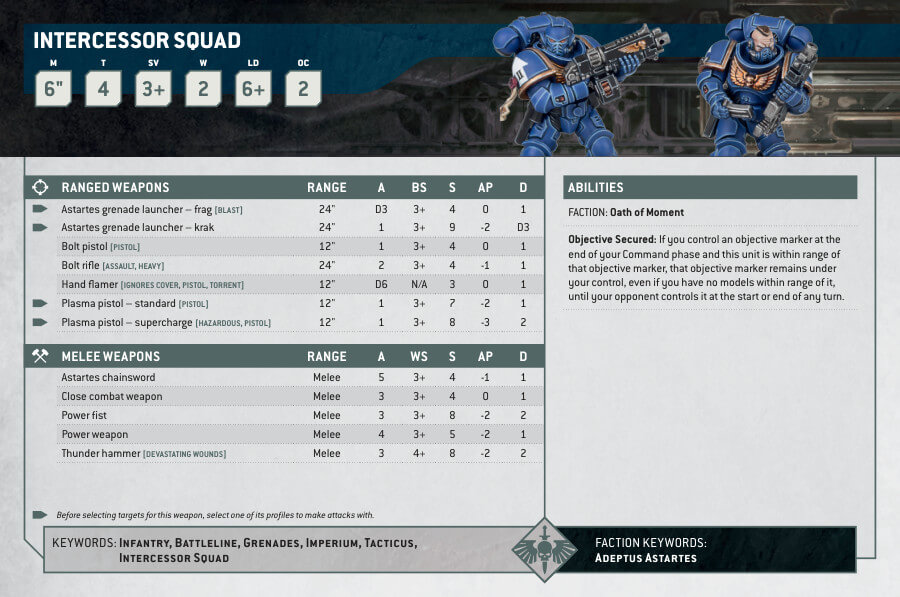 INTERCESSOR SQUAD
M T SV W LD OC
6" 4 3+ 2 6+ 2
RANGED WEAPONS RANGE A BS S AP D
Astartes grenade launcher – frag [BLAST] 24" D3 3+ 4 0 1
Astartes grenade launcher – krak 24" 1 3+ 9 -2 D3
Bolt pistol [PISTOL] 12" 1 3+ 4 0 1
Bolt rifle [ASSAULT, HEAVY] 24" 2 3+ 4 -1 1
Hand flamer [IGNORES COVER, PISTOL, TORRENT] 12" D6 N/A 3 0 1
Plasma pistol – standard [PISTOL] 12" 1 3+ 7 -2 1
Plasma pistol – supercharge [HAZARDOUS, PISTOL] 12" 1 3+ 8 -3 2
MELEE WEAPONS RANGE A WS S AP D
Astartes chainsword Melee 5 3+ 4 -1 1
Close combat weapon Melee 3 3+ 4 0 1
Power fist Melee 3 3+ 8 -2 2
Power weapon Melee 4 3+ 5 -2 1
Thunder hammer [DEVASTATING WOUNDS] Melee 3 4+ 8 -2 2
Before selecting targets for this weapon, select one of its profiles to make attacks with.
ABILITIES
FACTION: Oath of Moment
Objective Secured: If you control an objective marker at the
end of your Command phase and this unit is within range of
that objective marker, that objective marker remains under
your control, even if you have no models within range of it,
until your opponent controls it at the start or end of any turn.
KEYWORDS: INFANTRY, BATTLELINE, GRENADES, IMPERIUM, TACTICUS,
INTERCESSOR SQUAD
FACTION KEYWORDS:
ADEPTUS ASTARTES